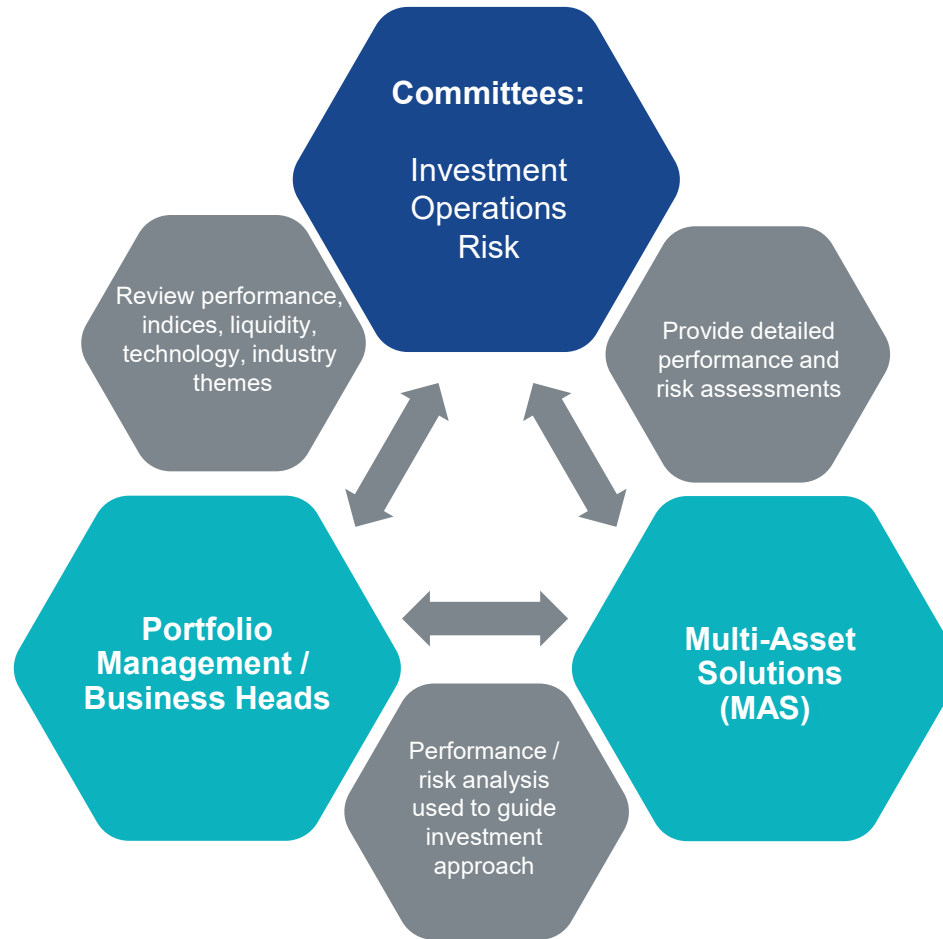 Committees:
Investment
Operations
Risk
Review performance,
indices, liquidity,
technology, industry
themes
Provide detailed
performance and
risk assessments
Portfolio
Management /
Business Heads
Multi-Asset
Solutions
(MAS)
Performance /
risk analysis
used to guide
investment
approach